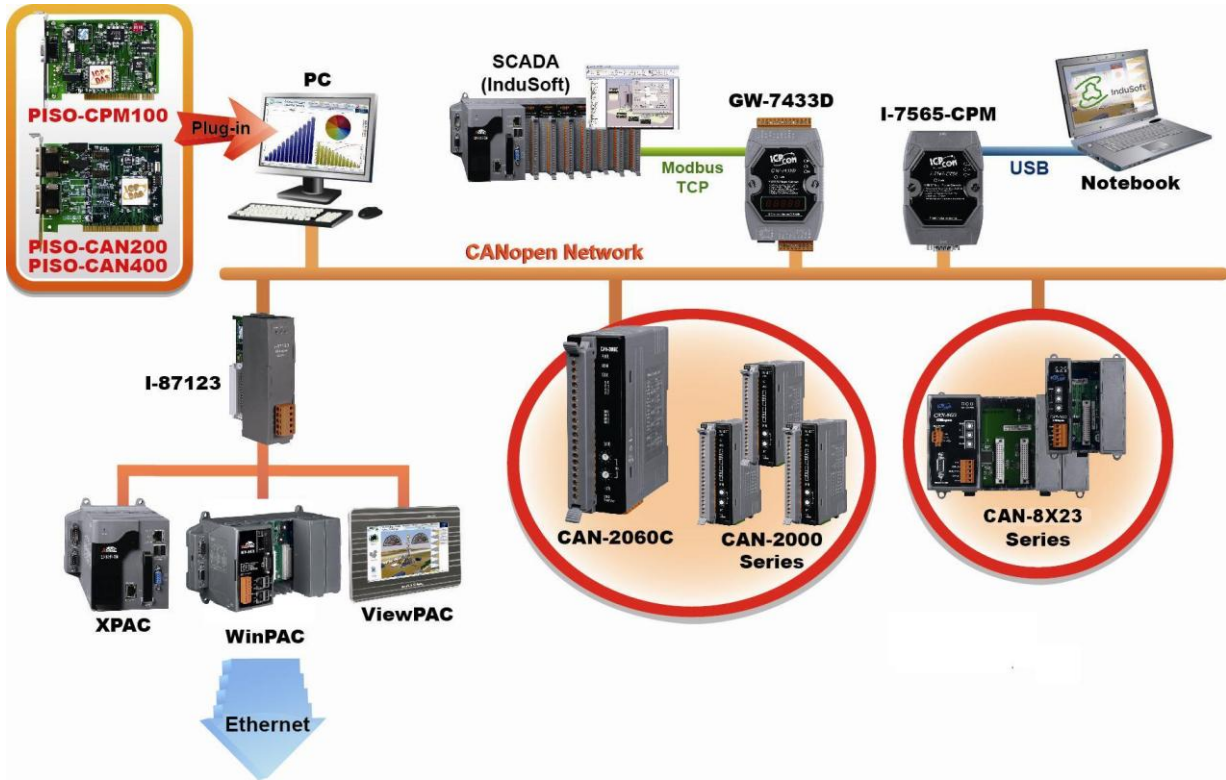 PISO-CPM100
PISO-CAN200
PISO-CAN400
Plug-in
PC
SCADA
(InduSoft)
Modbus
TCP
GW-7433D
I-7565-CPM
USB
InduSoft
Notebook
CANopen Network
I-87123
XPAC
WinPAC
ViewPAC
Ethernet
CAN-2060C
CAN-2000
Series
CAN-8X23
Series